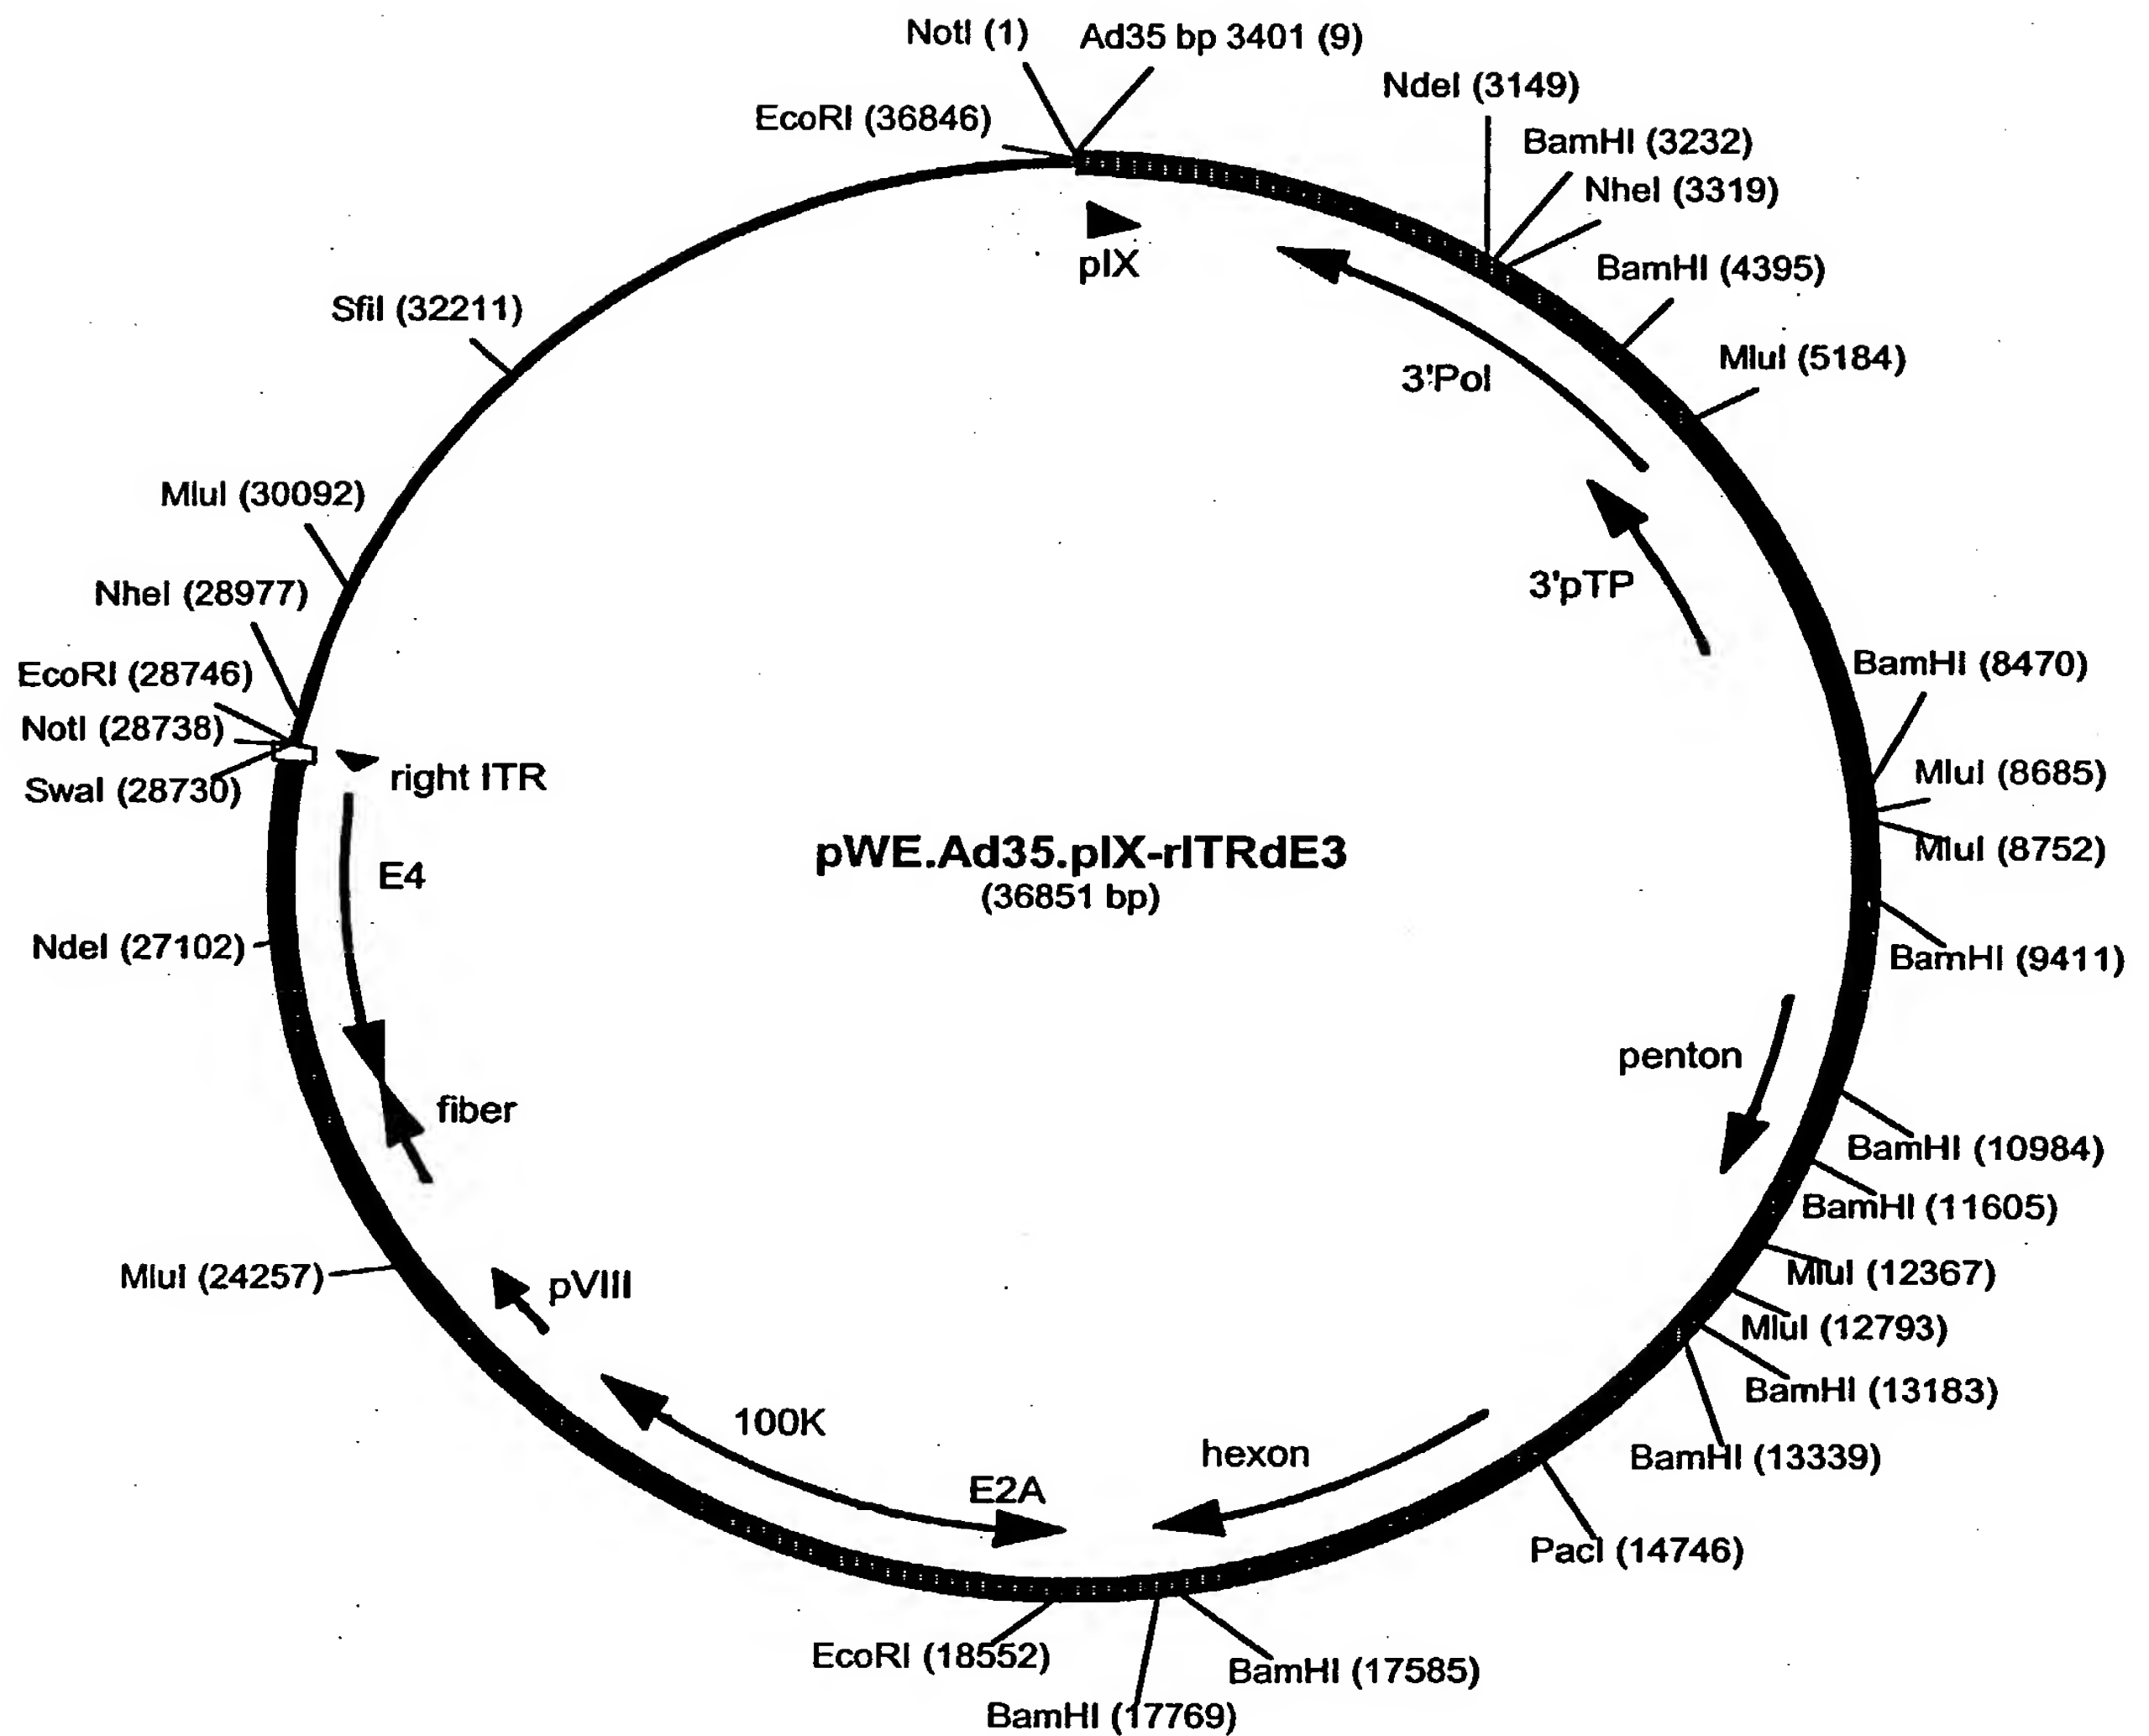 NotI (1)
Ad35 bp 3401 (9)
EcoRI (36846)
NdeI (3149)
BamHI (3232)
NheI (3319)
BamHI (4395)
MluI (5184)
pIX
3'Pol
3'pTP
SfiI (32211)
MluI (30092)
NheI (28977)
EcoRI (28746)
NotI (28738)
SwaI (28730)
right ITR
E4
NdeI (27102)
fiber
MluI (24257)
pVIII
100K
E2A
hexon
penton
pWE.Ad35.pIX-rITRdE3
(36851 bp)
BamHI (8470)
MluI (8685)
MluI (8752)
BamHI (9411)
BamHI (10984)
BamHI (11605)
MluI (12367)
MluI (12793)
BamHI (13183)
BamHI (13339)
PacI (14746)
BamHI (17585)
BamHI (17769)
EcoRI (18552)